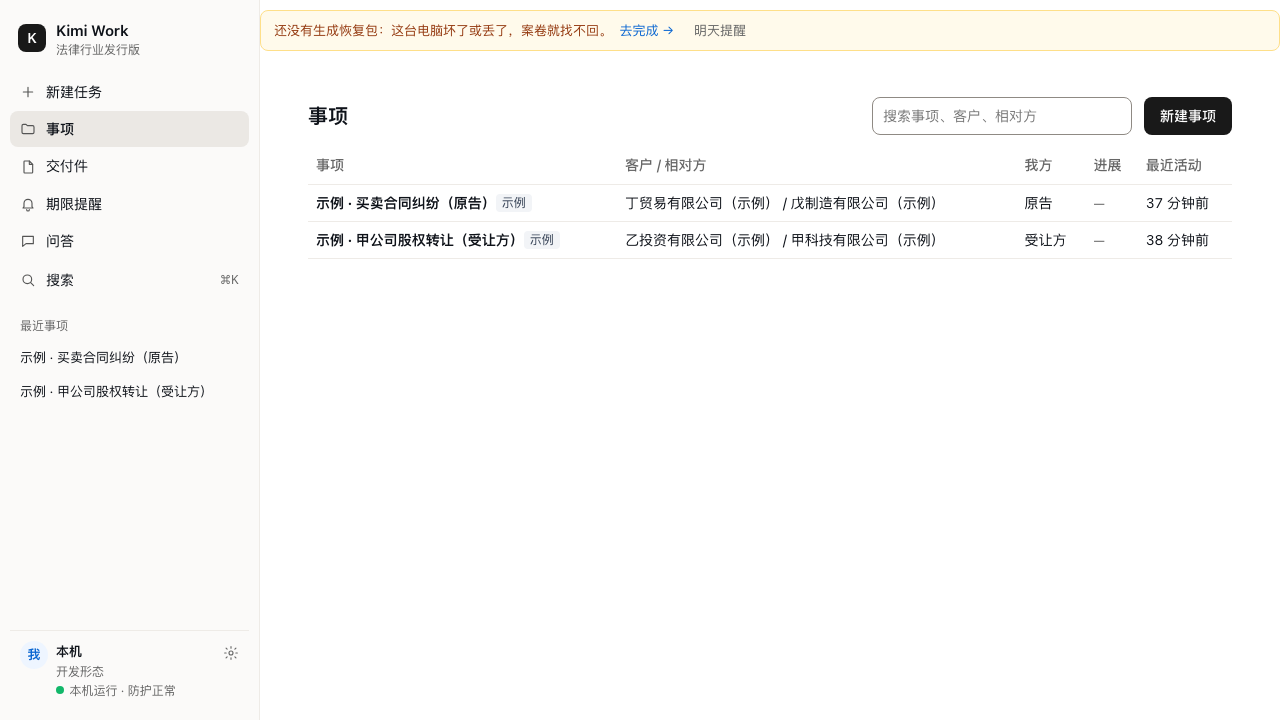 K
Kimi Work
法律行业发行版
新建任务
事项
交付件
期限提醒
问答
搜索 ⌘K
最近事项
示例 · 买卖合同纠纷（原告）
示例 · 甲公司股权转让（受让方）
我
本机
开发形态
本机运行 · 防护正常
还没有生成恢复包：这台电脑坏了或丢了，案卷就找不回。 去完成 → 明天提醒
事项
搜索事项、客户、相对方
新建事项
事项 客户 / 相对方 我方 进展 最近活动
示例 · 买卖合同纠纷（原告） 示例 丁贸易有限公司（示例） / 戊制造有限公司（示例） 原告 — 37 分钟前
示例 · 甲公司股权转让（受让方） 示例 乙投资有限公司（示例） / 甲科技有限公司（示例） 受让方 — 38 分钟前